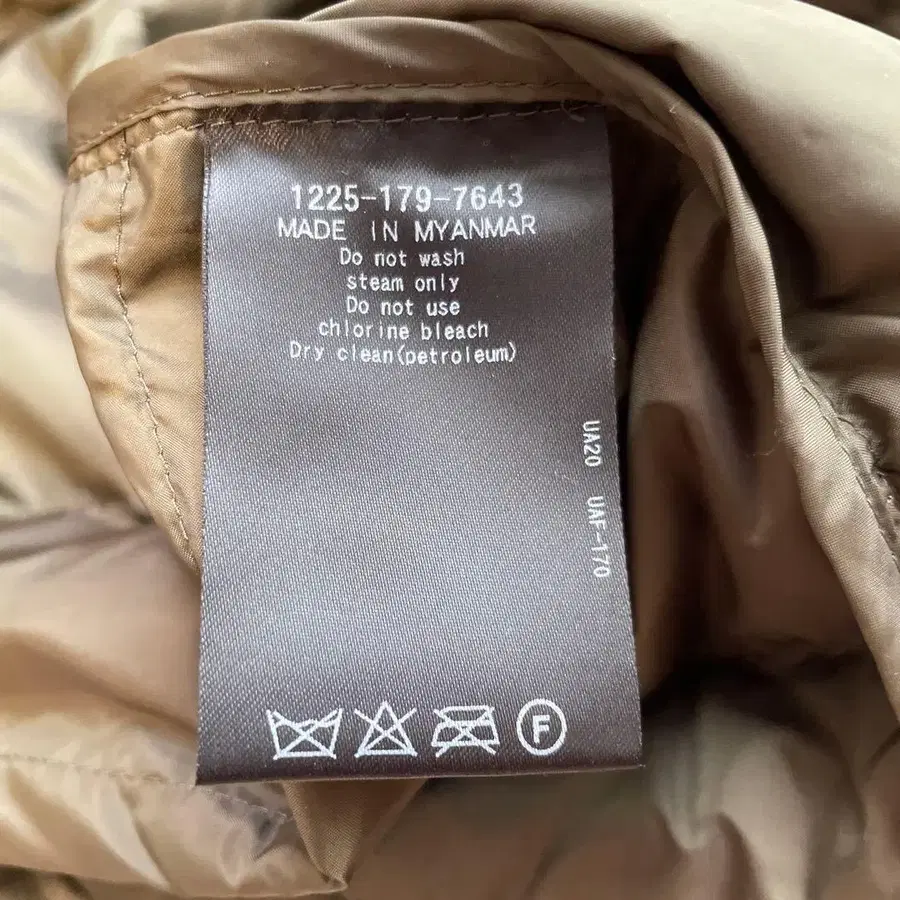 1225-179-7643
MADE IN MYANMAR
Do not wash
steam only
Do not use
chlorine bleach
Dry clean(petroleum)
UA20 UAF-170
F